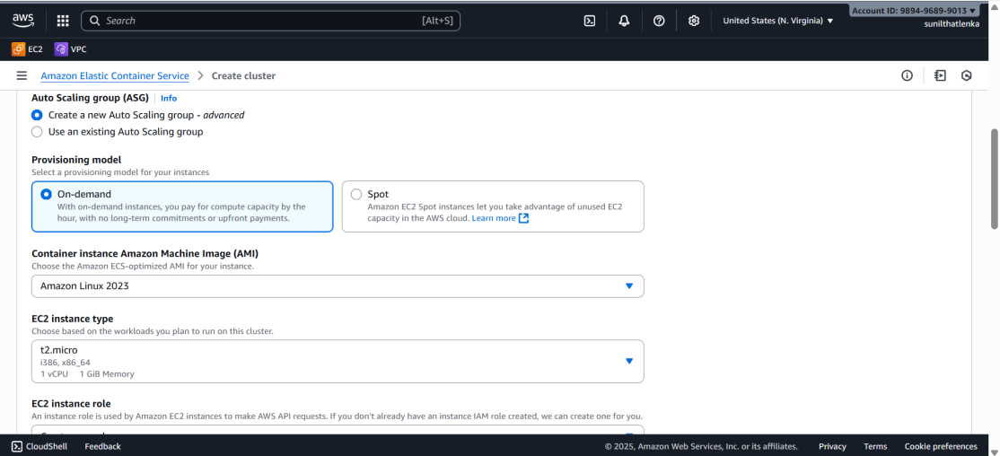 aws
Search
[Alt+S]
United States (N. Virginia)
Account ID: 9894-9689-9013
sunilthatlenka
EC2
VPC
Amazon Elastic Container Service
Create cluster
Auto Scaling group (ASG)
Info
Create a new Auto Scaling group - advanced
Use an existing Auto Scaling group
Provisioning model
Select a provisioning model for your instances
On-demand
With on-demand instances, you pay for compute capacity by the
hour, with no long-term commitments or upfront payments.
Spot
Amazon EC2 Spot instances let you take advantage of unused EC2
capacity in the AWS cloud. Learn more
Container instance Amazon Machine Image (AMI)
Choose the Amazon ECS-optimized AMI for your instance.
Amazon Linux 2023
EC2 instance type
Choose based on the workloads you plan to run on this cluster.
t2.micro
i386, x86_64
1 vCPU 1 GiB Memory
EC2 instance role
An instance role is used by Amazon EC2 instances to make AWS API requests. If you don't already have an instance IAM role created, we can create one for you.
CloudShell
Feedback
© 2025, Amazon Web Services, Inc. or its affiliates.
Privacy
Terms
Cookie preferences